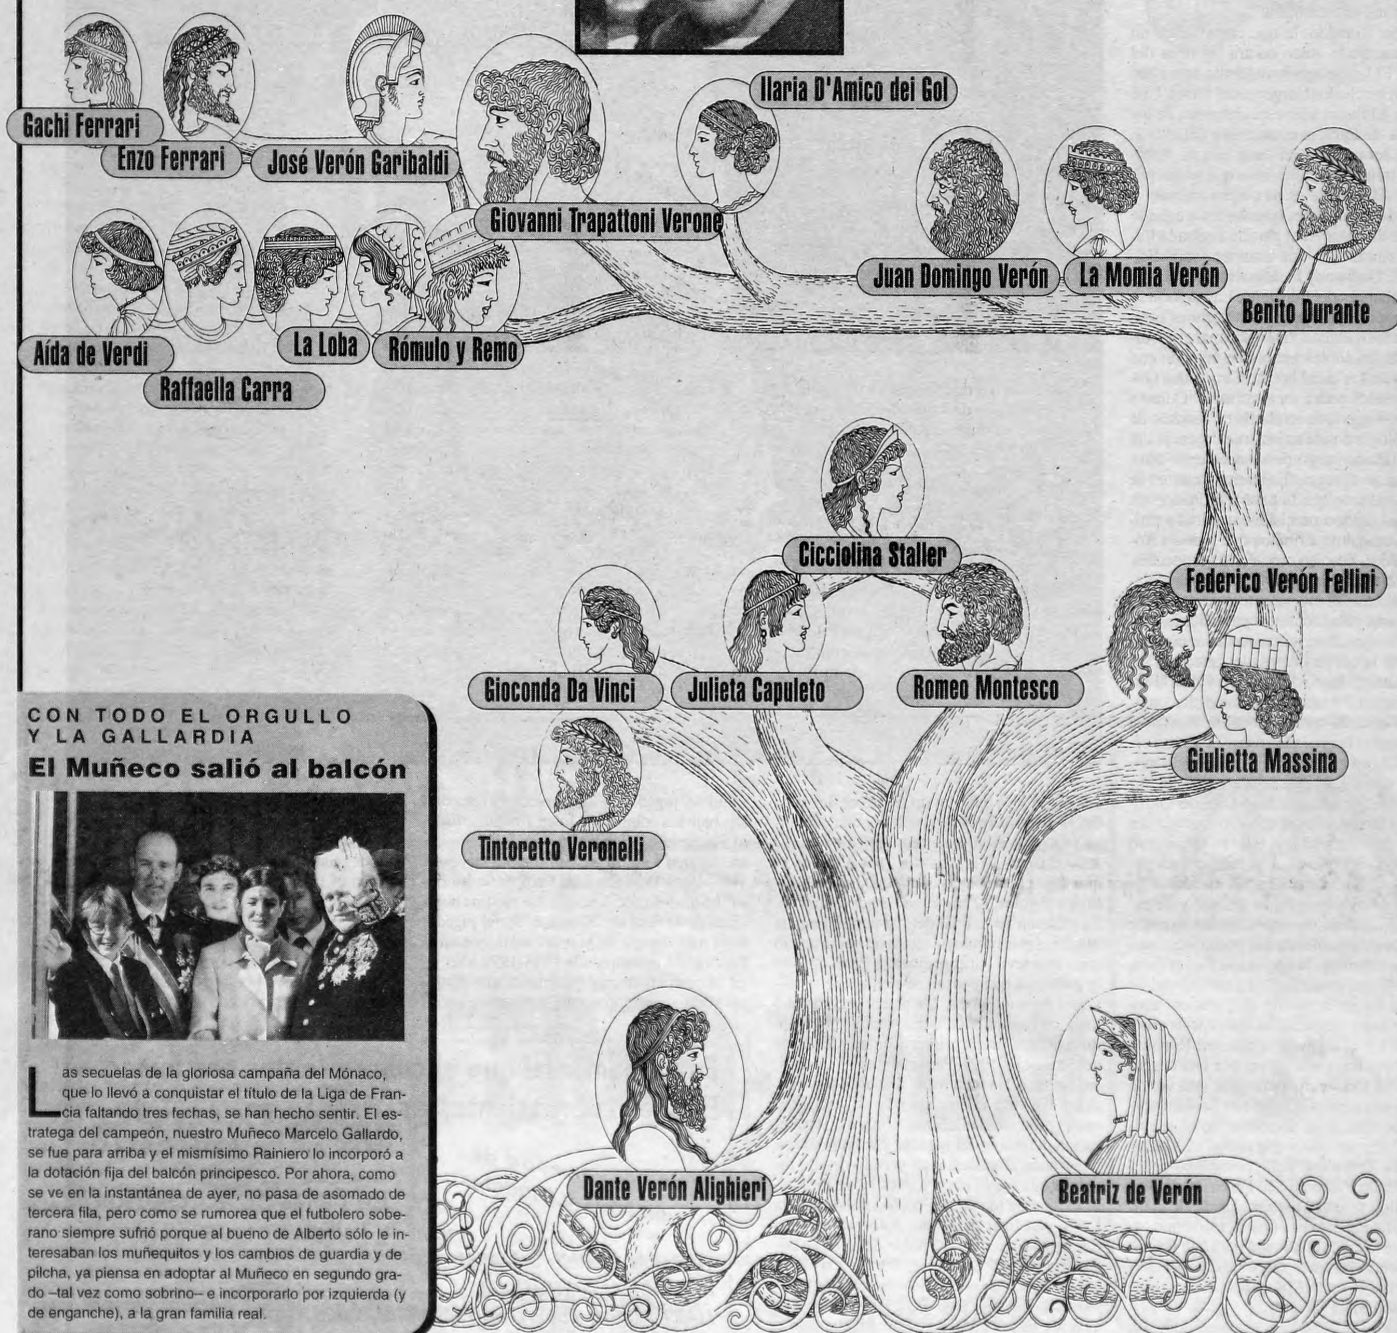 Gachi Ferrari
Enzo Ferrari
José Verón Garibaldi
Giovanni Trapattoni Verone
Ilaria D'Amico dei Gol
Juan Domingo Verón
La Momia Verón
Benito Durante
Aída de Verdi
Raffaella Carra
La Loba
Rómulo y Remo
Cicciolina Staller
Federico Verón Fellini
Gioconda Da Vinci
Julieta Capuleto
Romeo Montesco
Giulietta Massina
Tintoretto Veronelli
Dante Verón Alighieri
Beatriz de Verón
CON TODO EL ORGULLO
Y LA GALLARDIA
El Muñeco salió al balcón
Las secuelas de la gloriosa campaña del Mónaco,
que lo llevó a conquistar el título de la Liga de Fran-
cia faltando tres fechas, se han hecho sentir. El es-
tratega del campeón, nuestro Muñeco Marcelo Gallardo,
se fue para arriba y el mismísimo Rainiero lo incorporó a
la dotación fija del balcón principesco. Por ahora, como
se ve en la instantánea de ayer, no pasa de asomado de
tercera fila, pero como se rumorea que el futbolero sobe-
rano siempre sufrió porque al bueno de Alberto sólo le in-
teresaban los muñequitos y los cambios de guardia y de
pilcha, ya piensa en adoptar al Muñeco en segundo gra-
do –tal vez como sobrino– e incorporarlo por izquierda (y
de enganche), a la gran familia real.